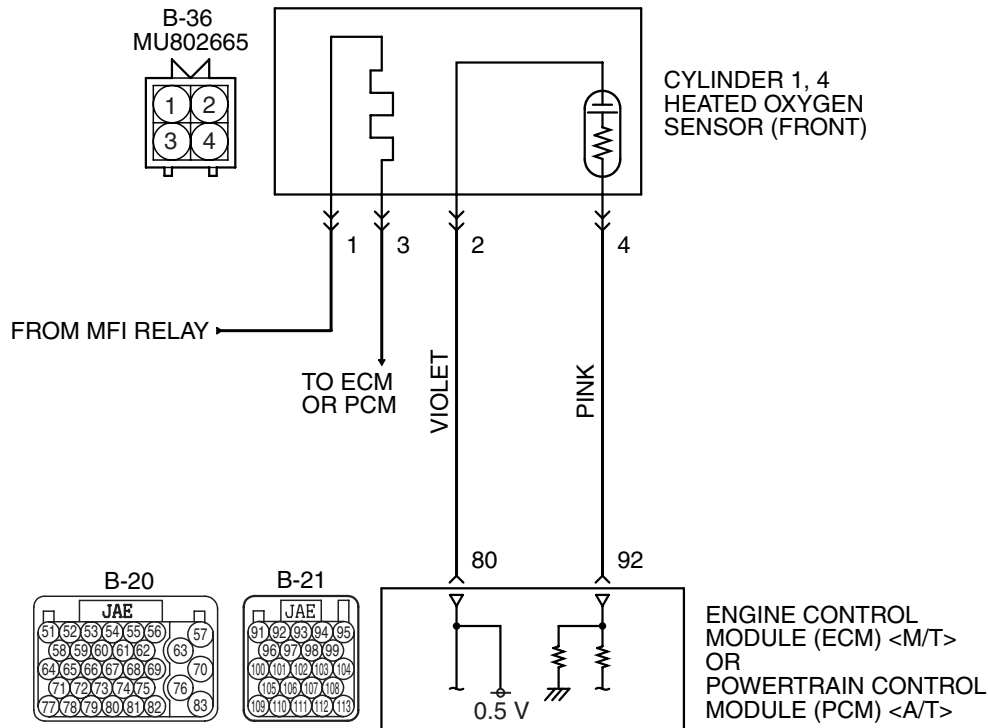 B-36
MU802665
1 2
3 4
CYLINDER 1, 4
HEATED OXYGEN
SENSOR (FRONT)
1 3 2 4
FROM MFI RELAY
TO ECM
OR PCM
VIOLET
PINK
80 92
B-20
JAE
51 52 53 54 55 56 57
58 59 60 61 62 63
64 65 66 67 68 69 70
71 72 73 74 75 76
77 78 79 80 81 82 83
B-21
JAE
91 92 93 94 95
96 97 98 99
100 101 102 103 104
105 106 107 108
109 110 111 112 113
0.5 V
ENGINE CONTROL
MODULE (ECM) <M/T>
OR
POWERTRAIN CONTROL
MODULE (PCM) <A/T>